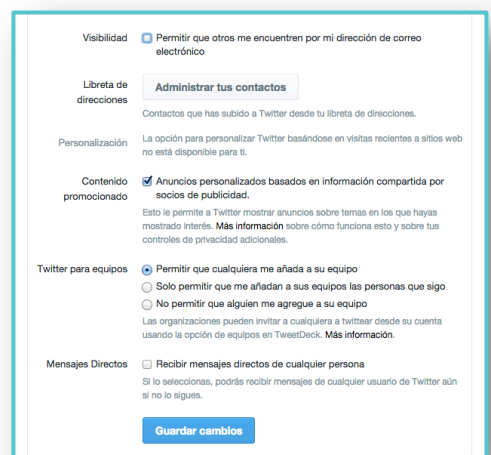 Visibilidad Permitir que otros me encuentren por mi dirección de correo
electrónico
Libreta de
direcciones
Administrar tus contactos
Contactos que has subido a Twitter desde tu libreta de direcciones.
Personalización
La opción para personalizar Twitter basándose en visitas recientes a sitios web
no está disponible para ti.
Contenido
promocionado
Anuncios personalizados basados en información compartida por
socios de publicidad.
Esto le permite a Twitter mostrar anuncios sobre temas en los que hayas
mostrado interés. Más información sobre cómo funciona esto y sobre tus
controles de privacidad adicionales.
Twitter para equipos Permitir que cualquiera me añada a su equipo
Solo permitir que me añadan a sus equipos las personas que sigo
No permitir que alguien me agregue a su equipo
Las organizaciones pueden invitar a cualquiera a twittear desde su cuenta
usando la opción de equipos en TweetDeck. Más información.
Mensajes Directos Recibir mensajes directos de cualquier persona
Si lo seleccionas, podrás recibir mensajes de cualquier usuario de Twitter aún
si no lo sigues.
Guardar cambios